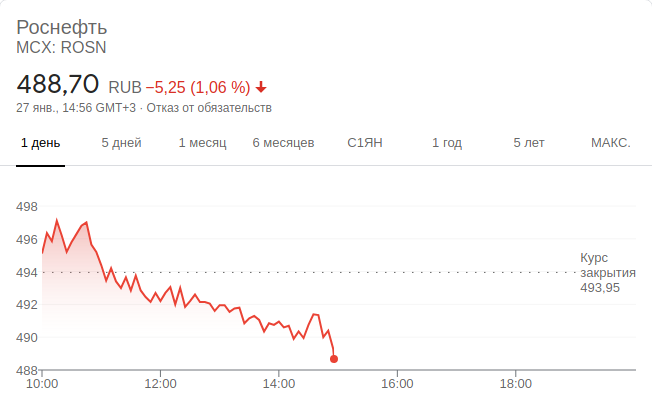 Роснефть
MCX: ROSN
488,70 RUB −5,25 (1,06 %)
27 янв., 14:56 GMT+3 · Отказ от обязательств
1 день 5 дней 1 месяц 6 месяцев С1ЯН 1 год 5 лет МАКС.
498
496
494
492
490
488
Курс
закрытия
493,95
10:00 12:00 14:00 16:00 18:00